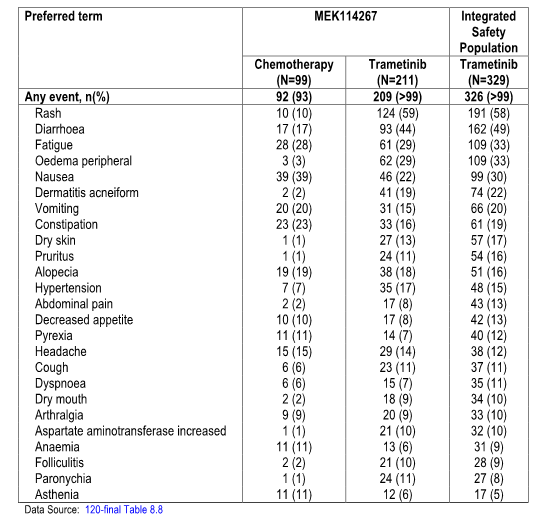 Preferred term MEK114267 Integrated
Safety
Population
Chemotherapy Trametinib Trametinib
(N=99) (N=211) (N=329)
Any event, n(%) 92 (93) 209 (>99) 326 (>99)
Rash 10 (10) 124 (59) 191 (58)
Diarrhoea 17 (17) 93 (44) 162 (49)
Fatigue 28 (28) 61 (29) 109 (33)
Oedema peripheral 3 (3) 62 (29) 109 (33)
Nausea 39 (39) 46 (22) 99 (30)
Dermatitis acneiform 2 (2) 41 (19) 74 (22)
Vomiting 20 (20) 31 (15) 66 (20)
Constipation 23 (23) 33 (16) 61 (19)
Dry skin 1 (1) 27 (13) 57 (17)
Pruritus 1 (1) 24 (11) 54 (16)
Alopecia 19 (19) 38 (18) 51 (16)
Hypertension 7 (7) 35 (17) 48 (15)
Abdominal pain 2 (2) 17 (8) 43 (13)
Decreased appetite 10 (10) 17 (8) 42 (13)
Pyrexia 11 (11) 14 (7) 40 (12)
Headache 15 (15) 29 (14) 38 (12)
Cough 6 (6) 23 (11) 37 (11)
Dyspnoea 6 (6) 15 (7) 35 (11)
Dry mouth 2 (2) 18 (9) 34 (10)
Arthralgia 9 (9) 20 (9) 33 (10)
Aspartate aminotransferase increased 1 (1) 21 (10) 32 (10)
Anaemia 11 (11) 13 (6) 31 (9)
Folliculitis 2 (2) 21 (10) 28 (9)
Paronychia 1 (1) 24 (11) 27 (8)
Asthenia 11 (11) 12 (6) 17 (5)
Data Source: 120-final Table 8.8